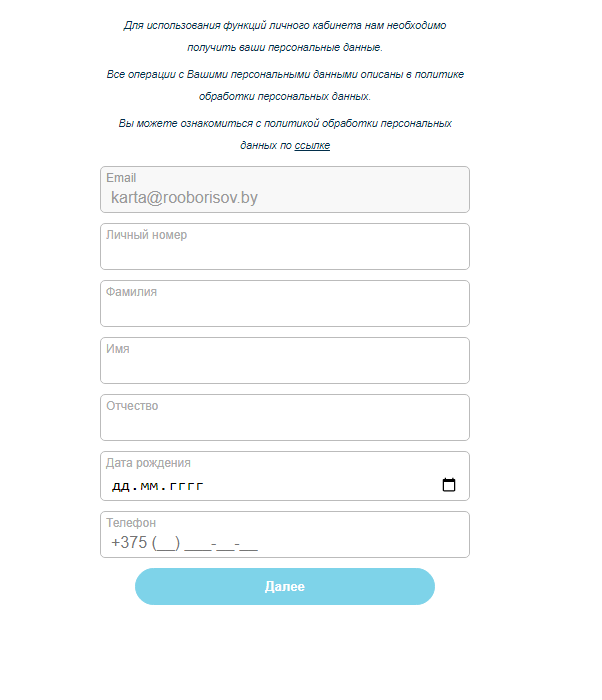 Для использования функций личного кабинета нам необходимо
получить ваши персональные данные.
Все операции с Вашими персональными данными описаны в политике
обработки персональных данных.
Вы можете ознакомиться с политикой обработки персональных
данных по ссылке
Email
karta@rooborisov.by
Личный номер
Фамилия
Имя
Отчество
Дата рождения
дд.мм.гггг
Телефон
+375 (__) ___-__-__
Далее